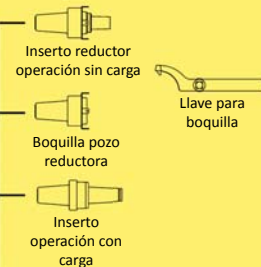 Inserto reductor
operación sin carga
Llave para
boquilla
Boquilla pozo
reductora
Inserto
operación con
carga